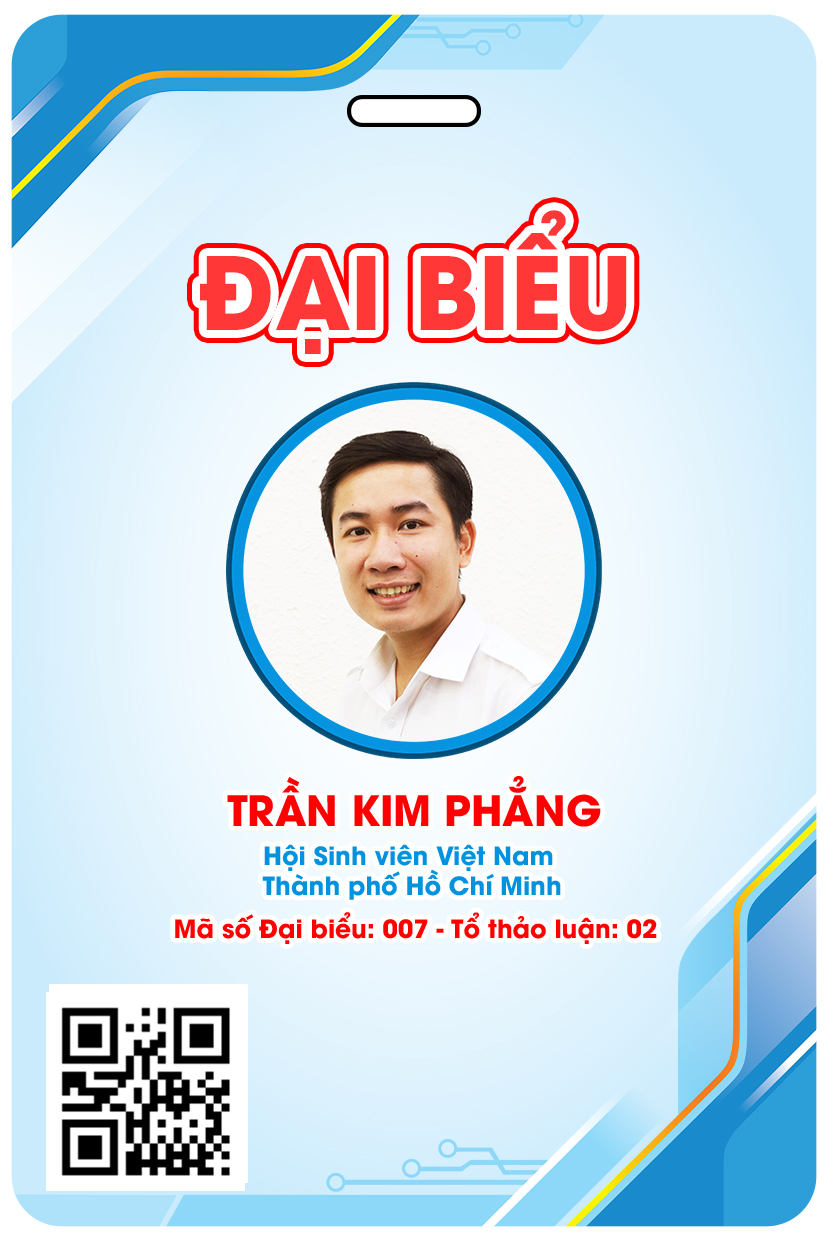 ĐẠI BIỂU
TRẦN KIM PHẲNG
Hội Sinh viên Việt Nam
Thành phố Hồ Chí Minh
Mã số Đại biểu: 007 - Tổ thảo luận: 02